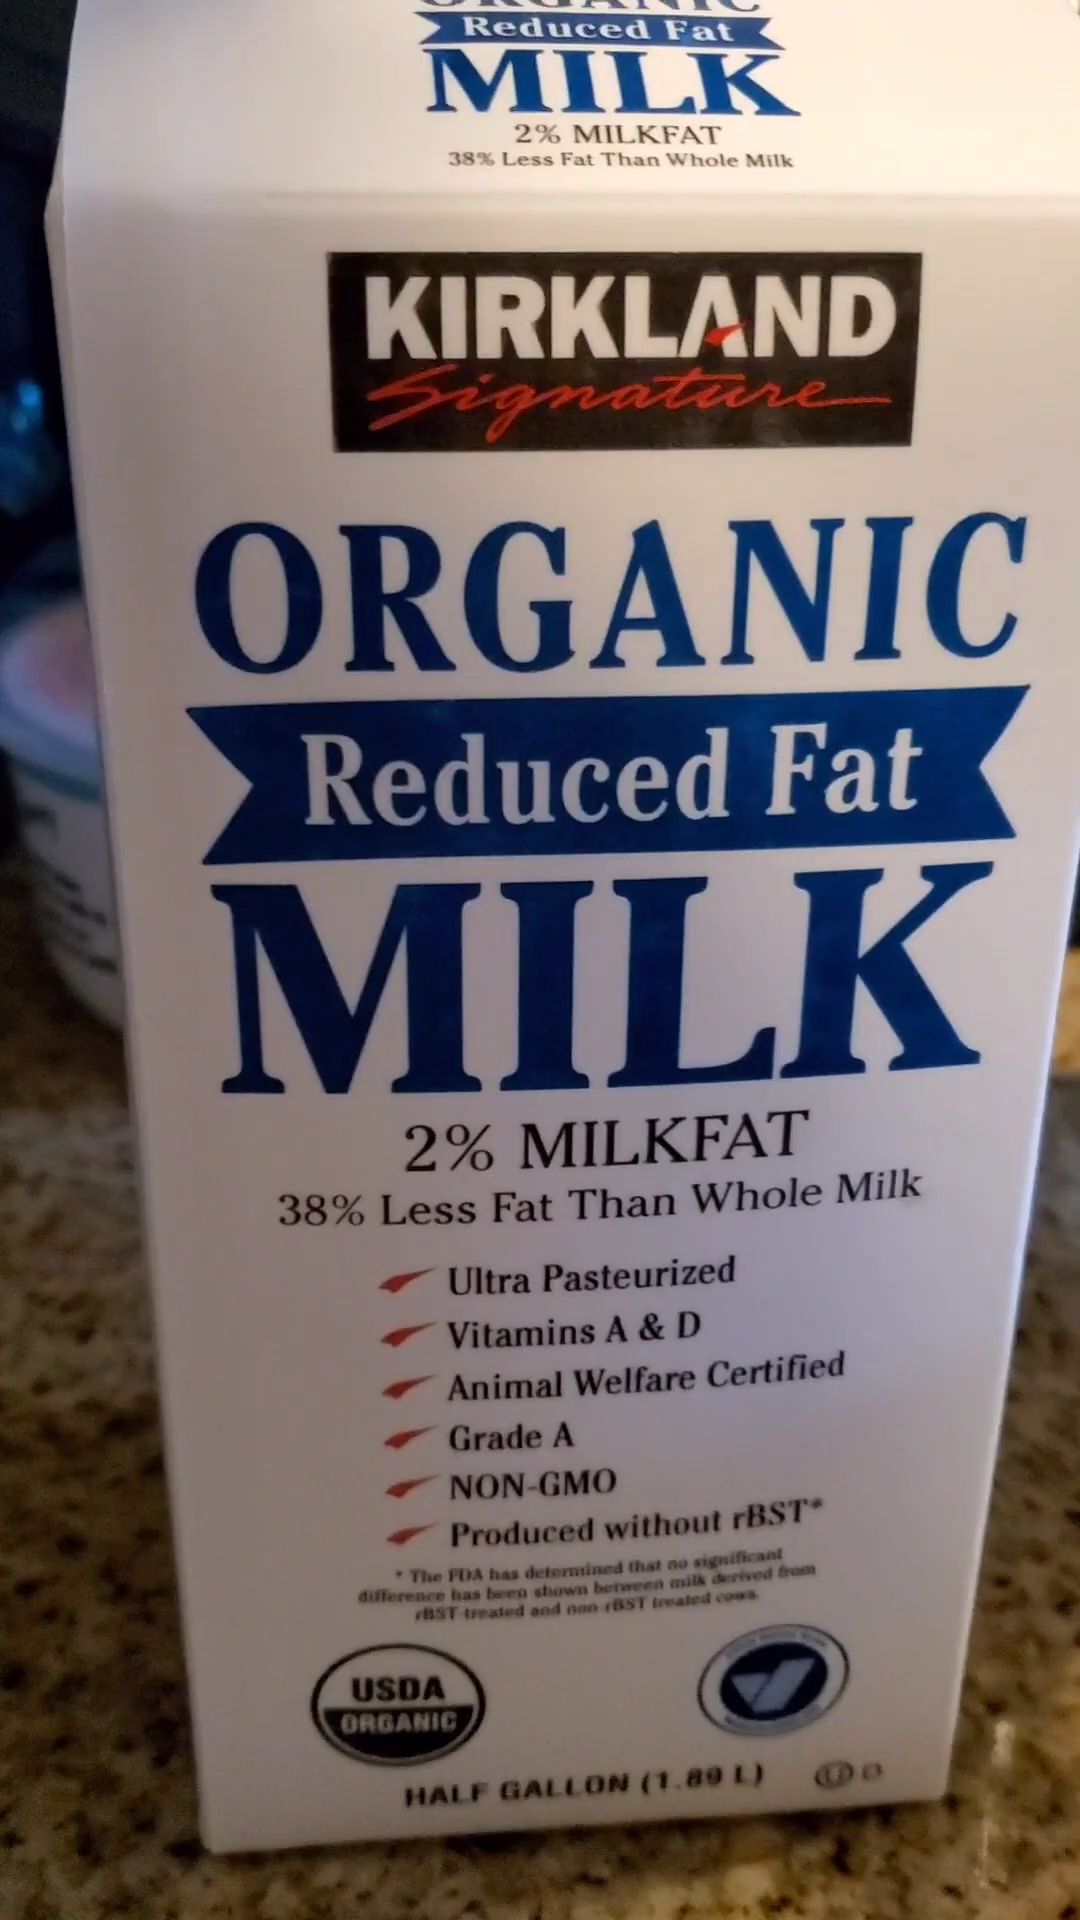 ORGANIC
Reduced Fat
MILK
2% MILKFAT
38% Less Fat Than Whole Milk
KIRKLAND
Signature
ORGANIC
Reduced Fat
MILK
2% MILKFAT
38% Less Fat Than Whole Milk
Ultra Pasteurized
Vitamins A & D
Animal Welfare Certified
Grade A
NON-GMO
Produced without rBST*
* The FDA has determined that no significant
difference has been shown between milk derived from
rBST-treated and non-rBST treated cows.
USDA
ORGANIC
HALF GALLON (1.89 L)
U D